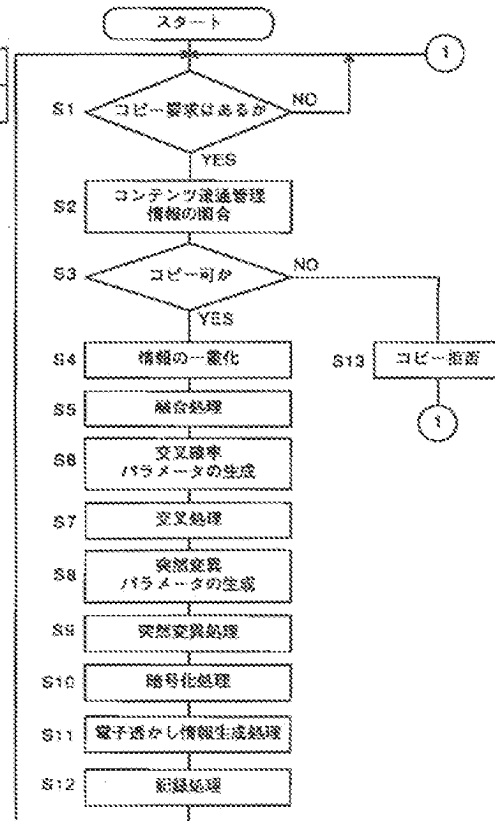 スタート
1
S1
コピー要求はあるか
NO
YES
S2
コンテンツ流通管理
情報の照合
S3
コピー可か
NO
YES
S4
情報の一重化
S13
コピー拒否
S5
融合処理
1
S6
交叉確率
パラメータの生成
S7
交叉処理
S8
突然変異
パラメータの生成
S9
突然変異処理
S10
暗号化処理
S11
電子透かし情報生成処理
S12
記録処理